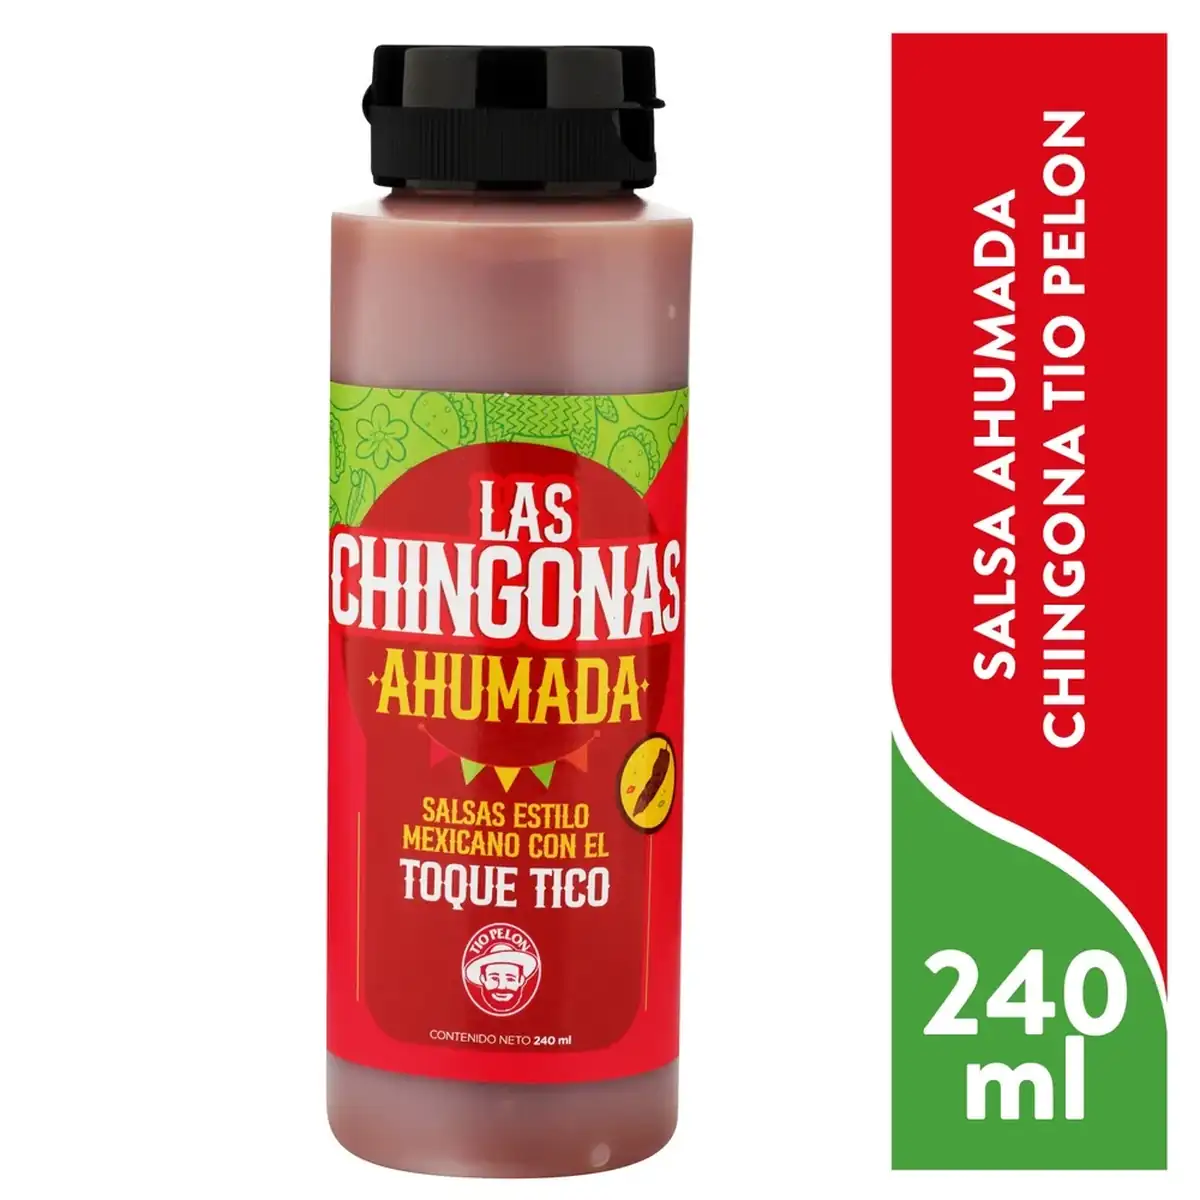 LAS
CHINGONAS
AHUMADA
SALSAS ESTILO
MEXICANO CON EL
TOQUE TICO
TIO PELON
CONTENIDO NETO 240 ml
SALSA AHUMADA
CHINGONA TIO PELON
240
ml